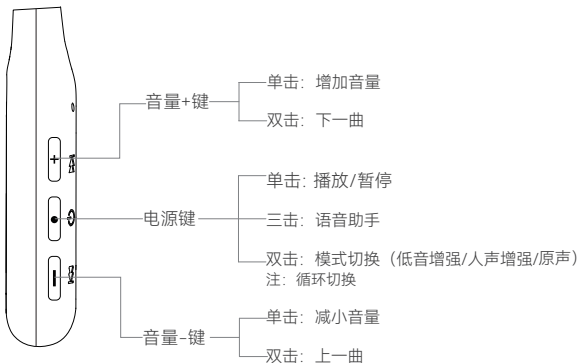 单击：增加音量
音量+键
双击：下一曲
单击：播放/暂停
电源键
三击：语音助手
双击：模式切换（低音增强/人声增强/原声）
注：循环切换
单击：减小音量
音量-键
双击：上一曲